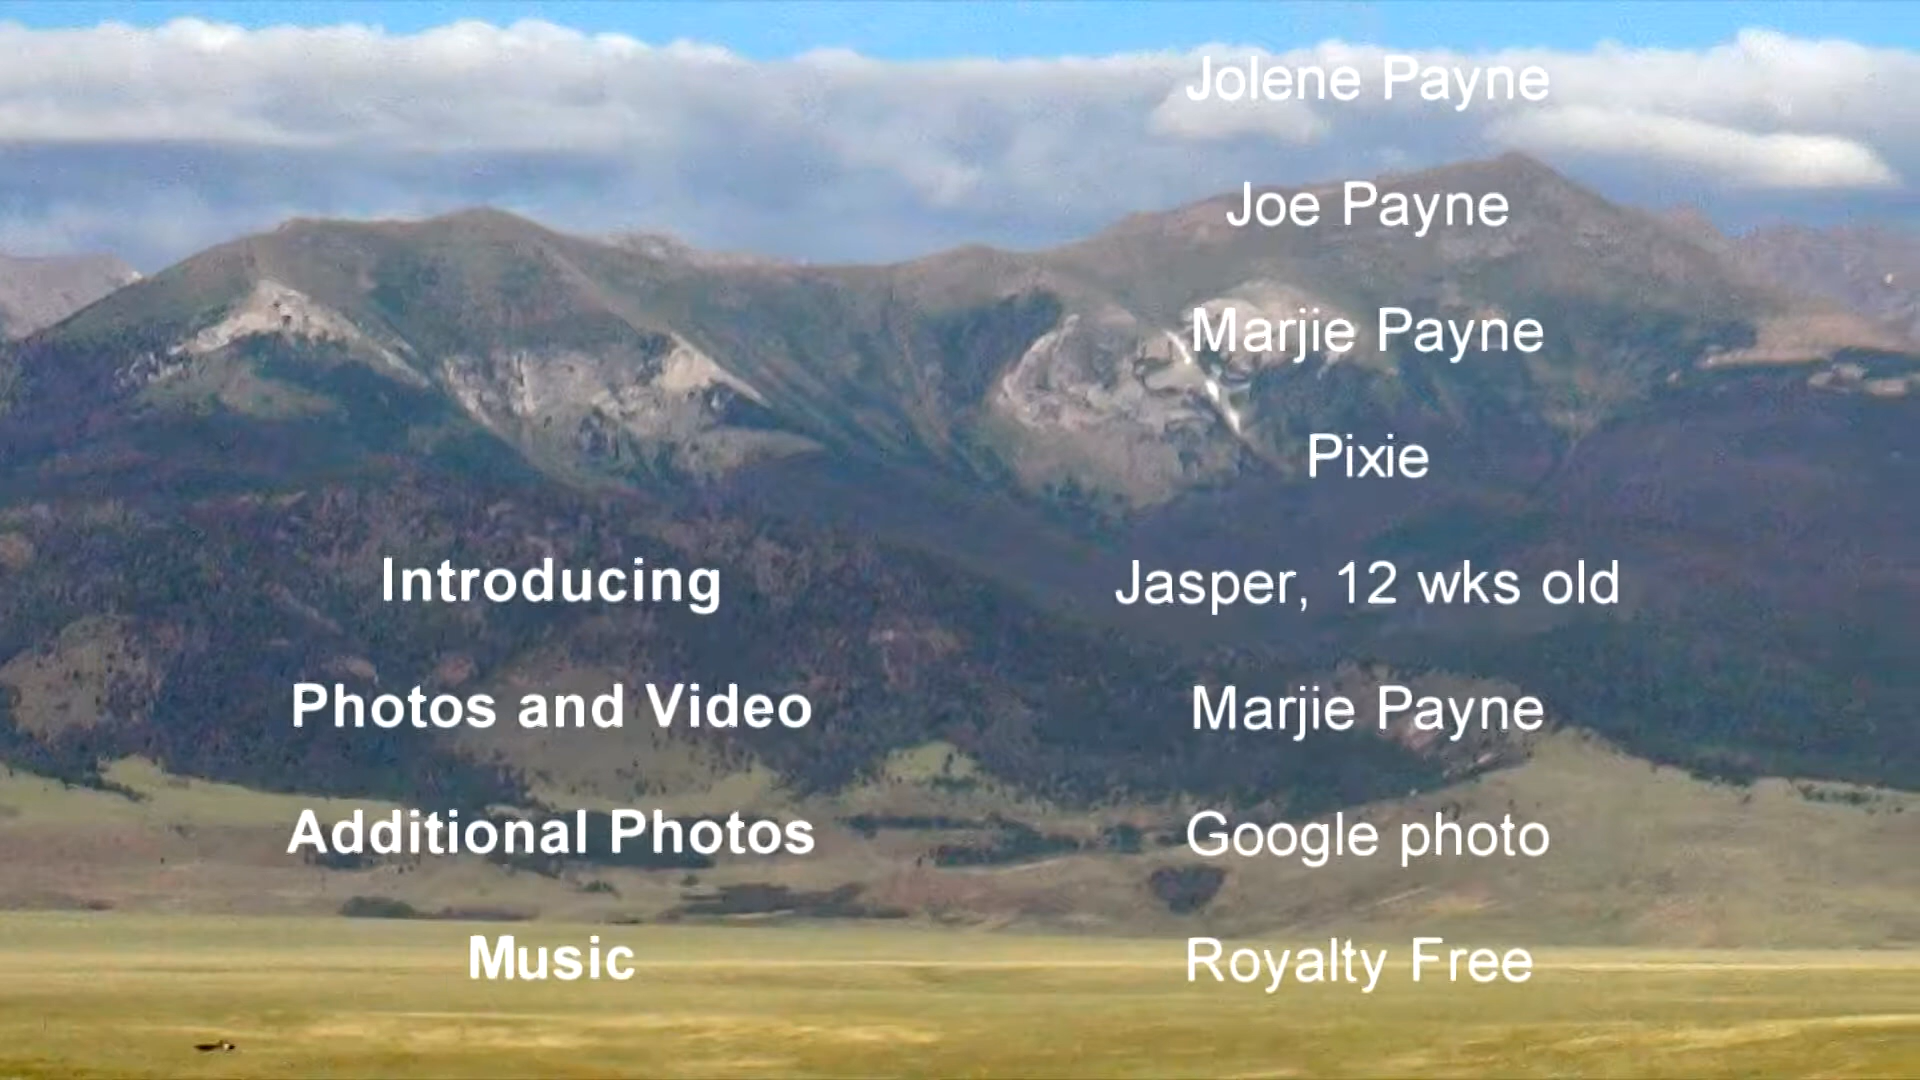 Jolene Payne
Joe Payne
Marjie Payne
Pixie
Introducing Jasper, 12 wks old
Photos and Video Marjie Payne
Additional Photos Google photo
Music Royalty Free